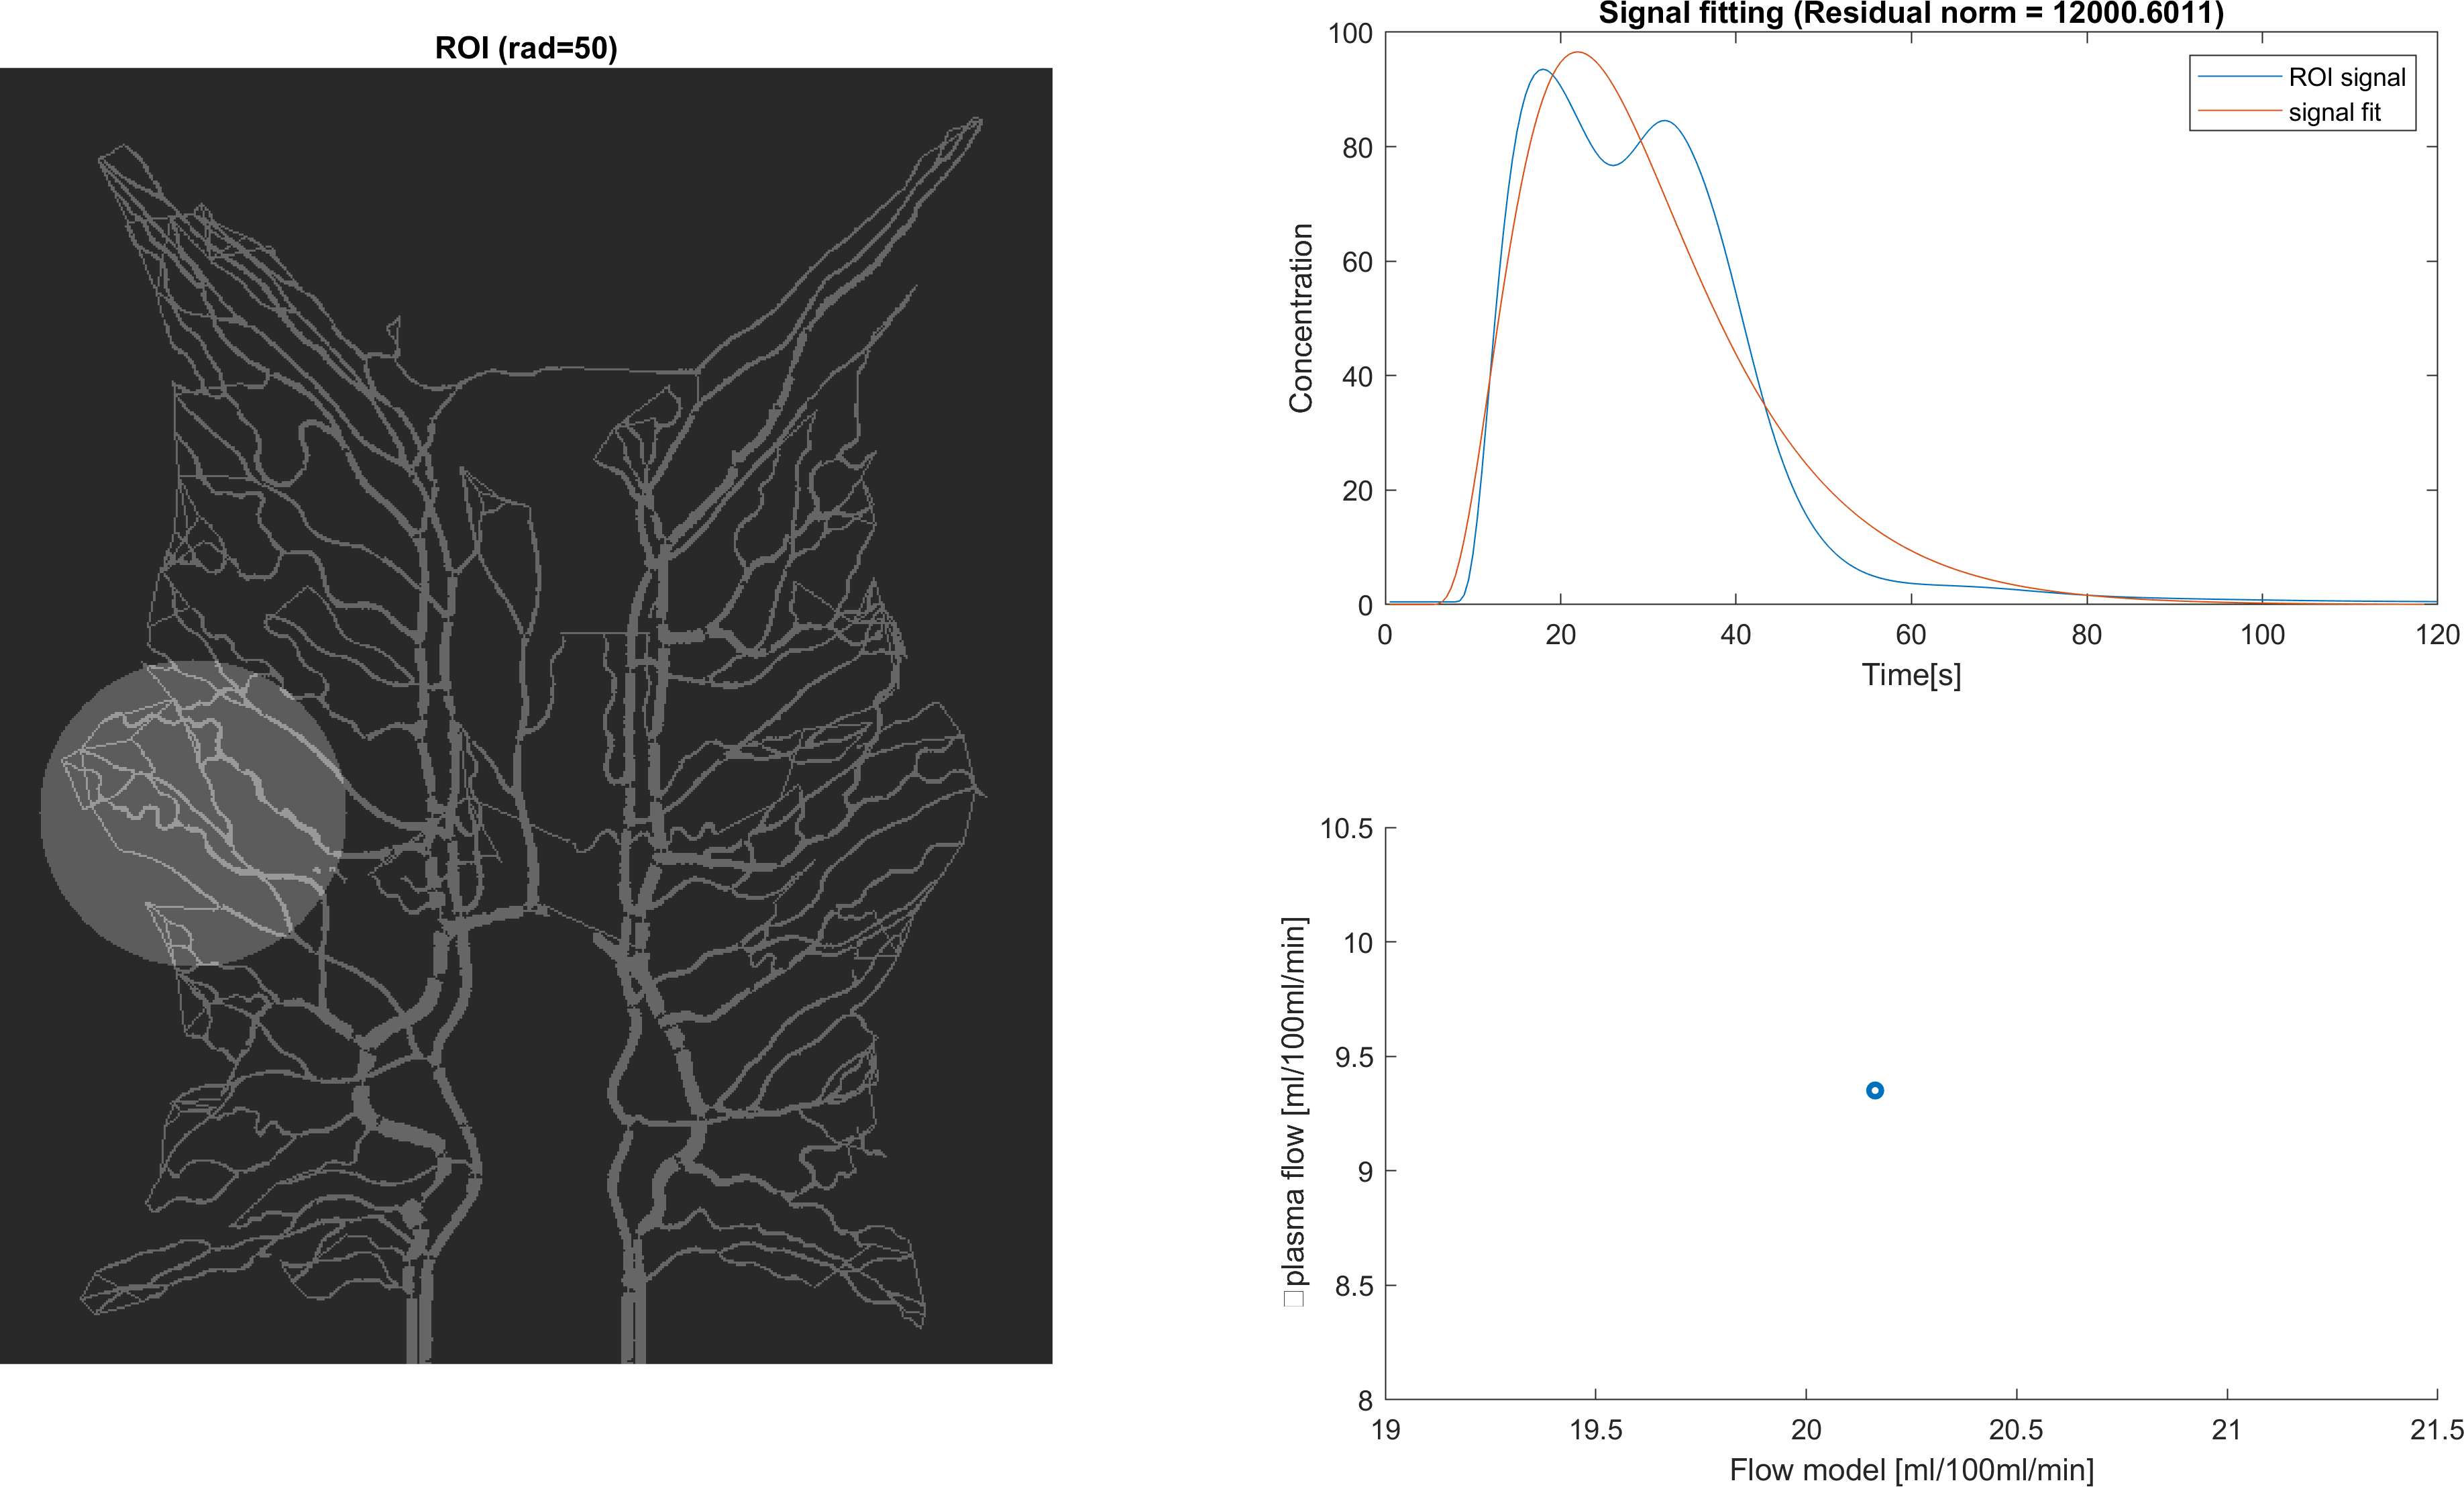 ROI (rad=50)
Signal fitting (Residual norm = 12000.6011)
100
80
60
40
20
0
Concentration
ROI signal
signal fit
0 20 40 60 80 100 120
Time[s]
10.5
10
9.5
9
8.5
8
□ plasma flow [ml/100ml/min]
19 19.5 20 20.5 21 21.5
Flow model [ml/100ml/min]